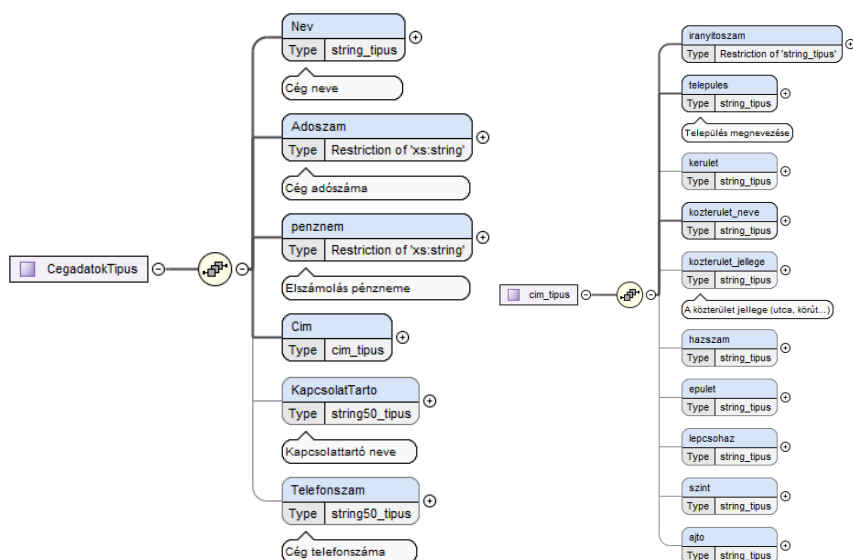 CegadatokTipus
Nev
Type string_tipus
Cég neve
Adoszam
Type Restriction of 'xs:string'
Cég adószáma
penznem
Type Restriction of 'xs:string'
Elszámolás pénzneme
Cim
Type cim_tipus
KapcsolatTarto
Type string50_tipus
Kapcsolattartó neve
Telefonszam
Type string50_tipus
Cég telefonszáma
cim_tipus
iranyitoszam
Type Restriction of 'string_tipus'
telepules
Type string_tipus
Település megnevezése
kerulet
Type string_tipus
kozterulet_neve
Type string_tipus
kozterulet_jellege
Type string_tipus
A közterület jellege (utca, körút...)
hazszam
Type string_tipus
epulet
Type string_tipus
lepcsohaz
Type string_tipus
szint
Type string_tipus
ajto
Type string_tipus